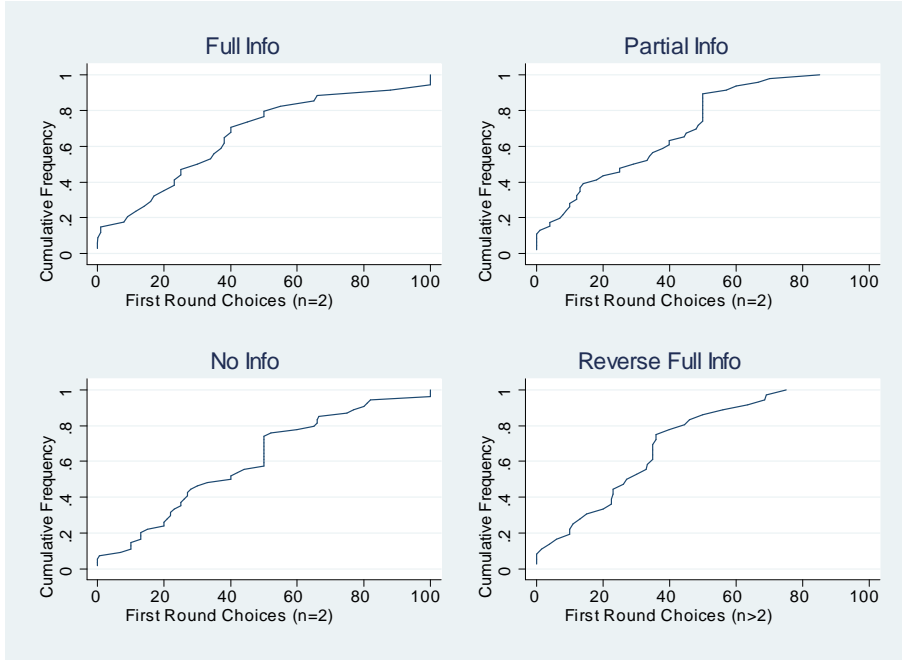 Full Info
Cumulative Frequency
0 .2 .4 .6 .8 1
0 20 40 60 80 100
First Round Choices (n=2)
Partial Info
Cumulative Frequency
0 .2 .4 .6 .8 1
0 20 40 60 80 100
First Round Choices (n=2)
No Info
Cumulative Frequency
0 .2 .4 .6 .8 1
0 20 40 60 80 100
First Round Choices (n=2)
Reverse Full Info
Cumulative Frequency
0 .2 .4 .6 .8 1
0 20 40 60 80 100
First Round Choices (n>2)